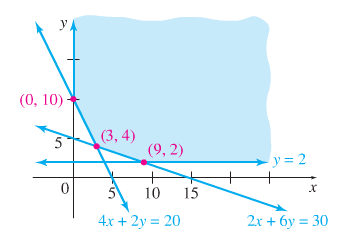 y
(0, 10)
5
(3, 4)
(9, 2)
y = 2
0
5 10 15
x
4x + 2y = 20
2x + 6y = 30